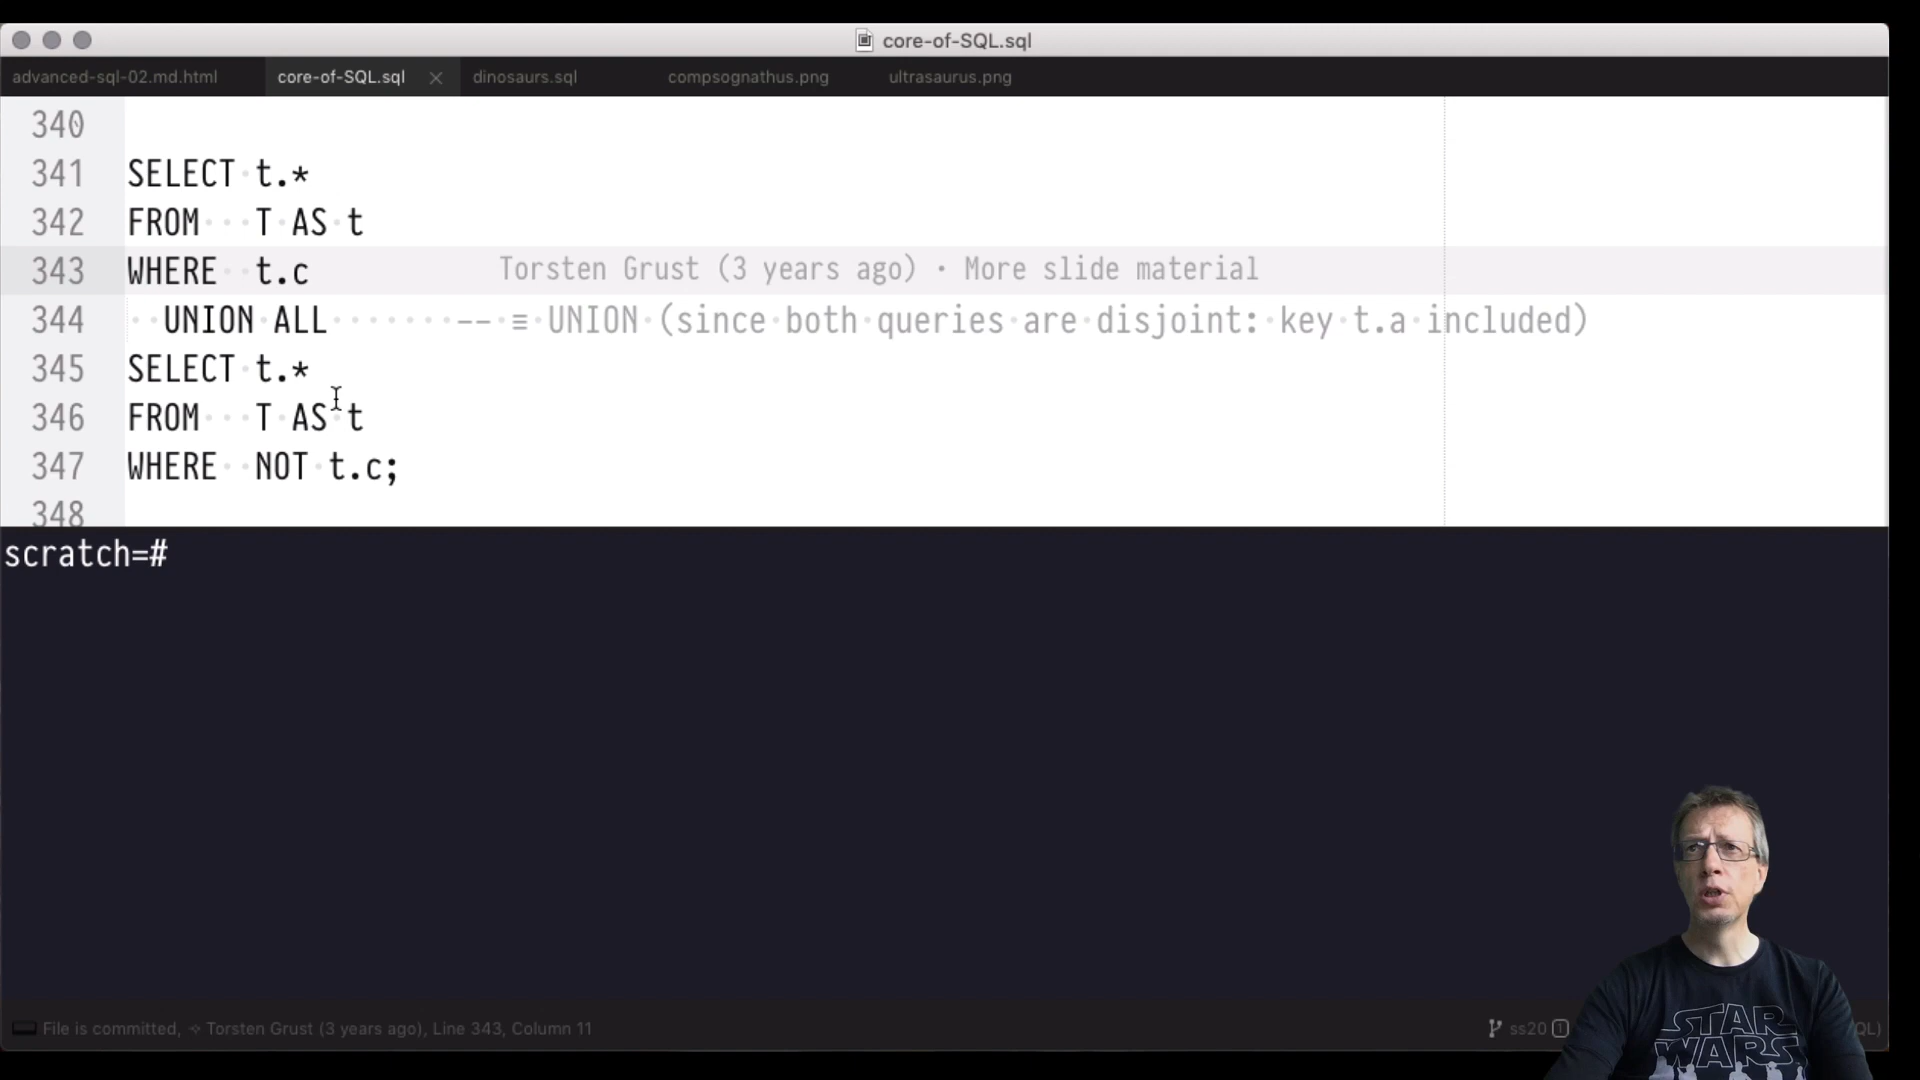 core-of-SQL.sql
advanced-sql-02.md.html core-of-SQL.sql dinosaurs.sql compsognathus.png ultrasaurus.png
340
341 SELECT t.*
342 FROM T AS t
343 WHERE t.c Torsten Grust (3 years ago) • More slide material
344 UNION ALL -- ≡ UNION (since both queries are disjoint: key t.a included)
345 SELECT t.*
346 FROM T AS t
347 WHERE NOT t.c;
348
scratch=#
File is committed, Torsten Grust (3 years ago), Line 343, Column 11 ss20 1 QL)
STAR
WARS